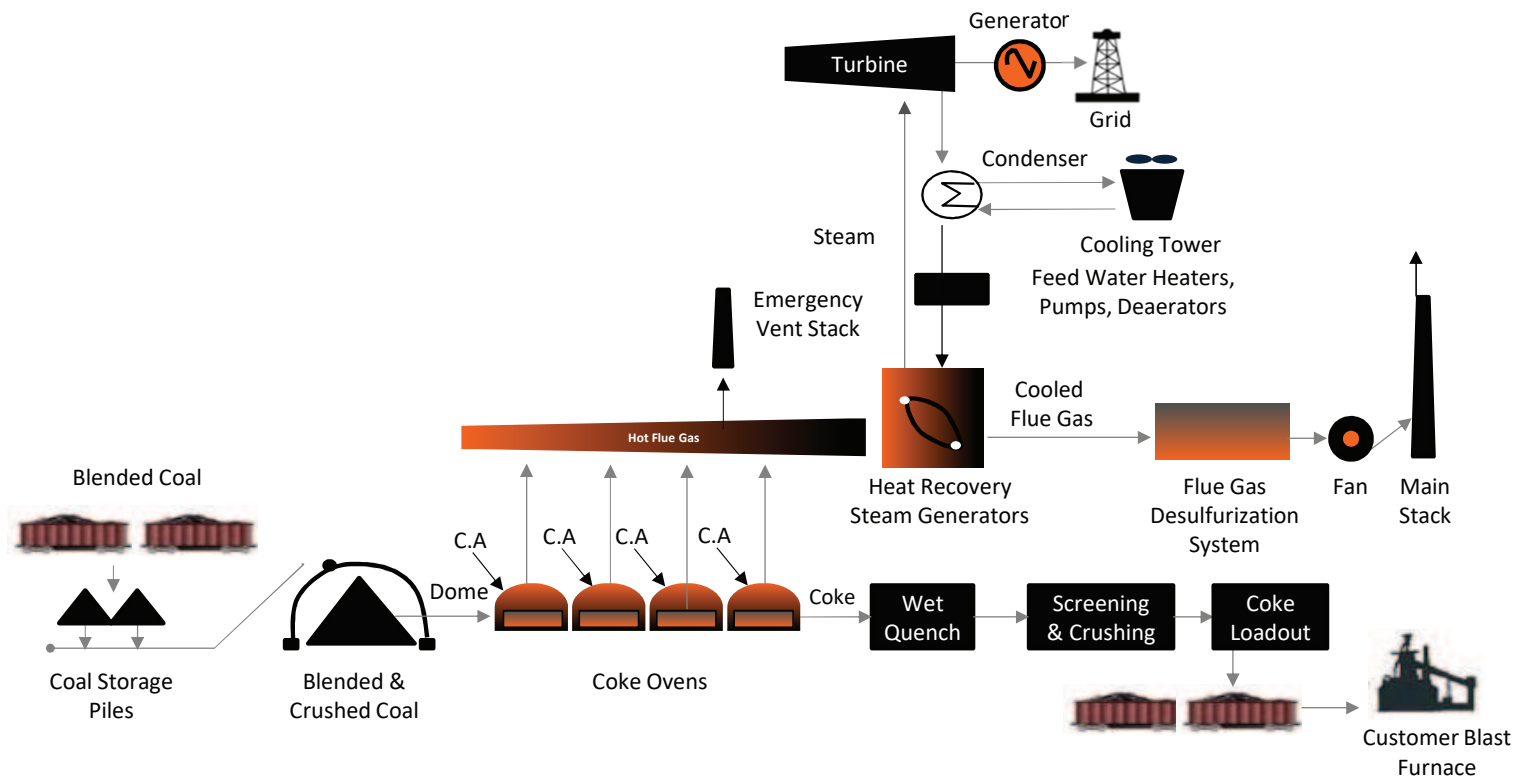 Generator
Turbine
Grid
Condenser
Steam
Cooling Tower
Feed Water Heaters,
Pumps, Deaerators
Emergency
Vent Stack
Cooled
Flue Gas
Hot Flue Gas
Blended Coal
Heat Recovery
Steam Generators
Flue Gas
Desulfurization
System
Fan
Main
Stack
C.A
C.A
C.A
C.A
Dome
Coke
Wet
Quench
Screening
& Crushing
Coke
Loadout
Coal Storage
Piles
Blended &
Crushed Coal
Coke Ovens
Customer Blast
Furnace